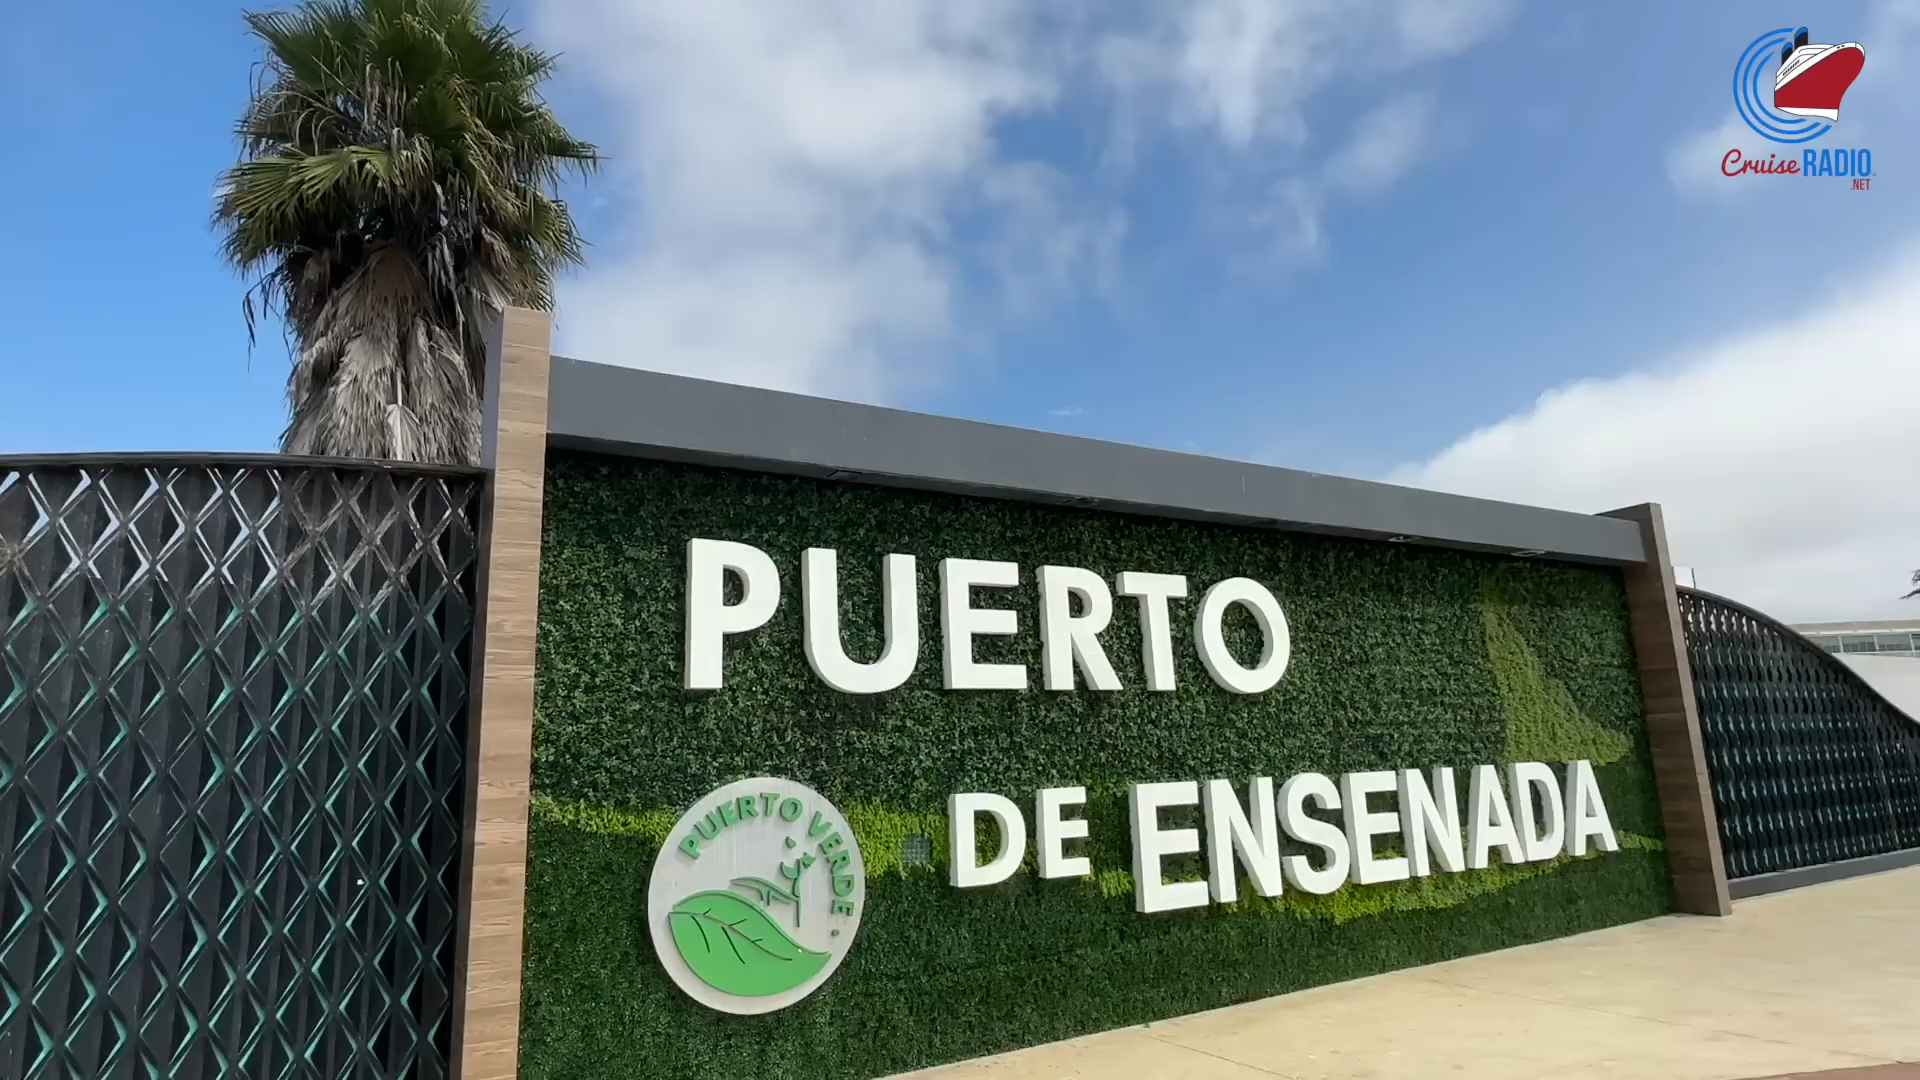 PUERTO
DE ENSENADA
PUERTO VERDE
Cruise RADIO
.NET